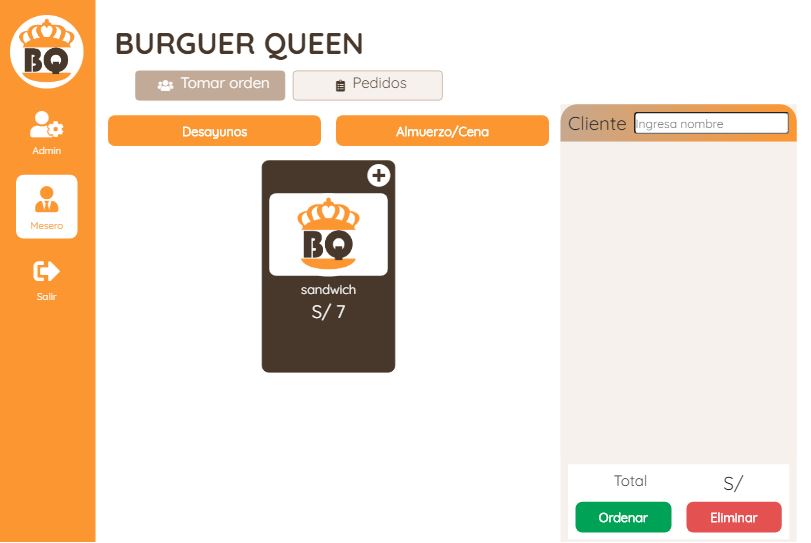 BQ
Admin
Mesero
Salir
BURGUER QUEEN
Tomar orden
Pedidos
Desayunos
Almuerzo/Cena
BQ
sandwich
S/ 7
Cliente
Ingresa nombre
Total S/
Ordenar
Eliminar